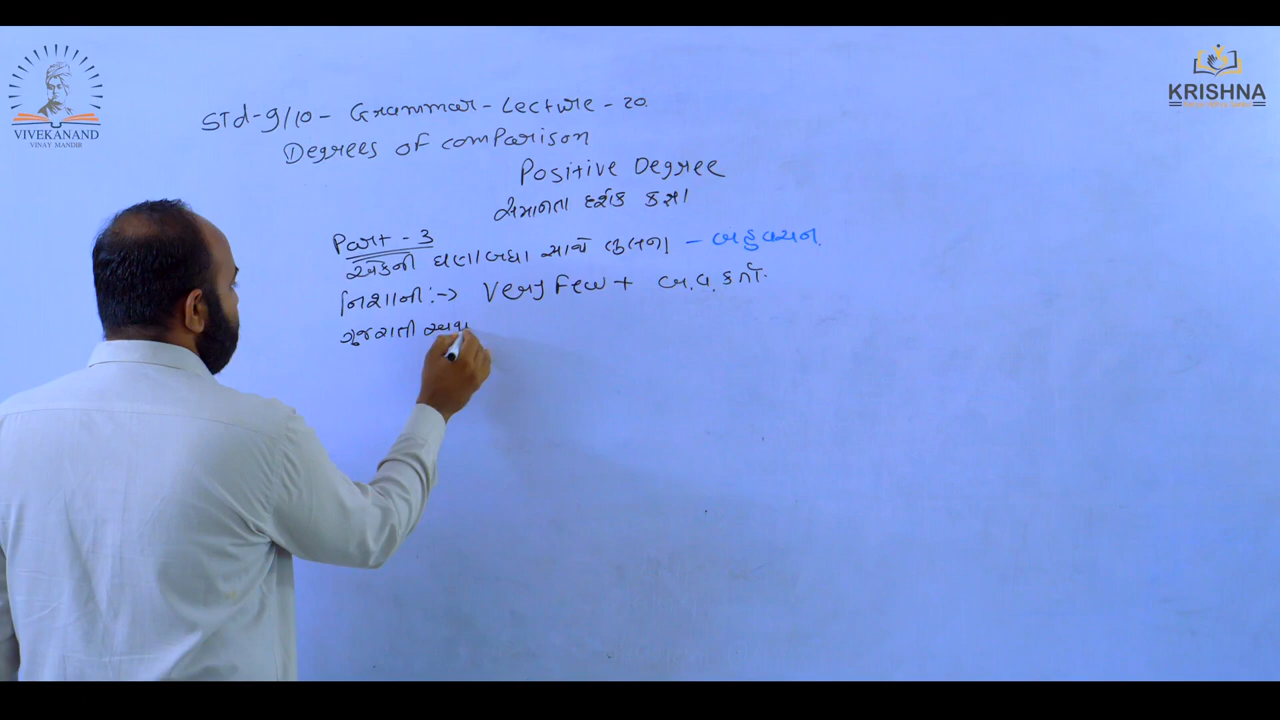 VIVEKANAND
VINAY MANDIR
KRISHNA
STd-9/10 - Grammar - Lecture - 20.
Degrees of comparison
Positive Degree
સમાનતા દર્શક કક્ષા
Part - 3
એકની ઘણા બધા સાથે તુલના - બહુવચન.
નિશાની :-> Very Few + બ.વ. કર્તા.
ગુજરાતી